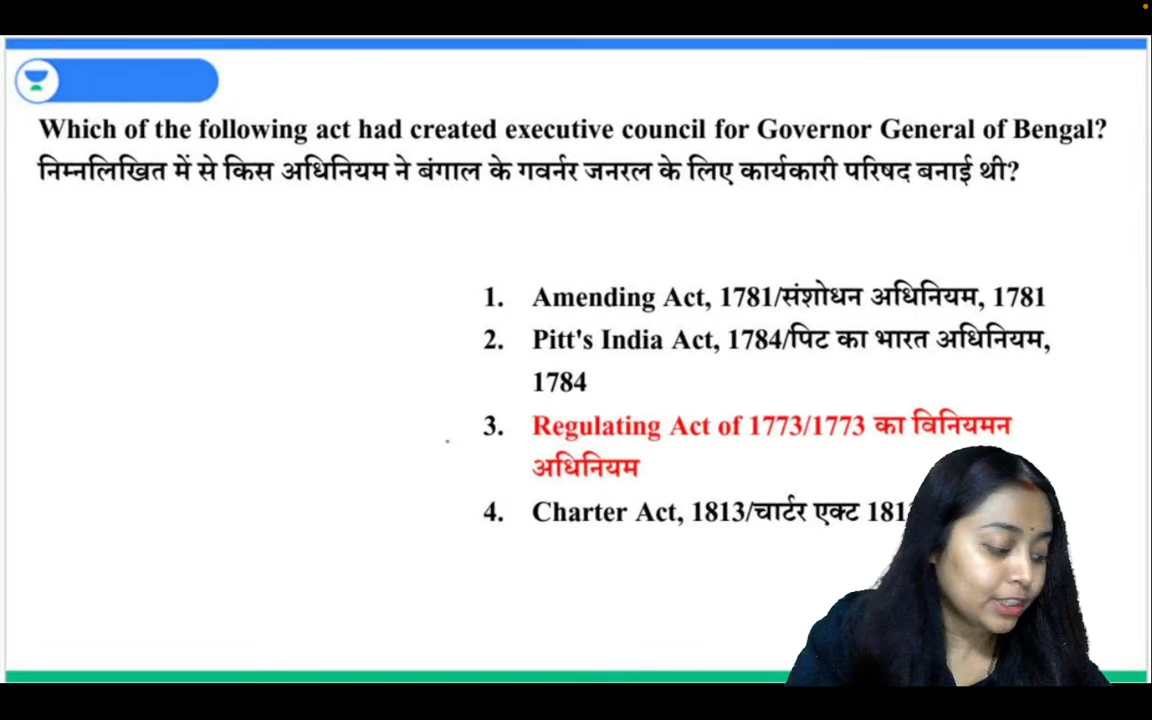 Which of the following act had created executive council for Governor General of Bengal?
निम्नलिखित में से किस अधिनियम ने बंगाल के गवर्नर जनरल के लिए कार्यकारी परिषद बनाई थी?
1. Amending Act, 1781/संशोधन अधिनियम, 1781
2. Pitt's India Act, 1784/पिट का भारत अधिनियम,
1784
3. Regulating Act of 1773/1773 का विनियमन
अधिनियम
4. Charter Act, 1813/चार्टर एक्ट